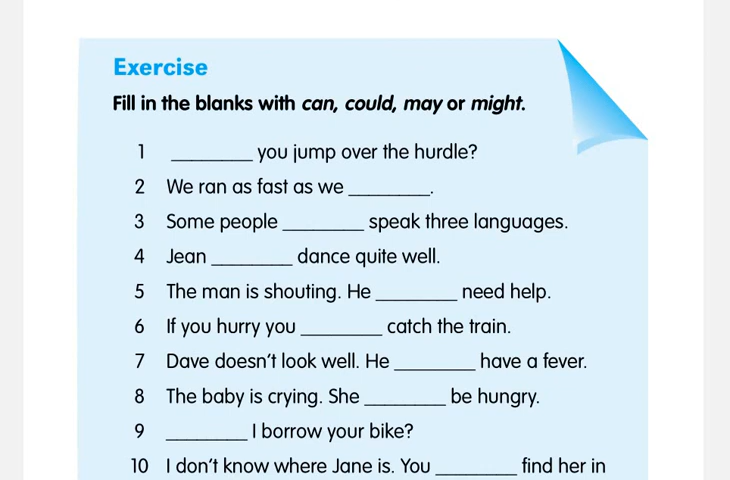 Exercise
Fill in the blanks with can, could, may or might.
1 ________ you jump over the hurdle?
2 We ran as fast as we ________.
3 Some people ________ speak three languages.
4 Jean ________ dance quite well.
5 The man is shouting. He ________ need help.
6 If you hurry you ________ catch the train.
7 Dave doesn’t look well. He ________ have a fever.
8 The baby is crying. She ________ be hungry.
9 ________ I borrow your bike?
10 I don’t know where Jane is. You ________ find her in